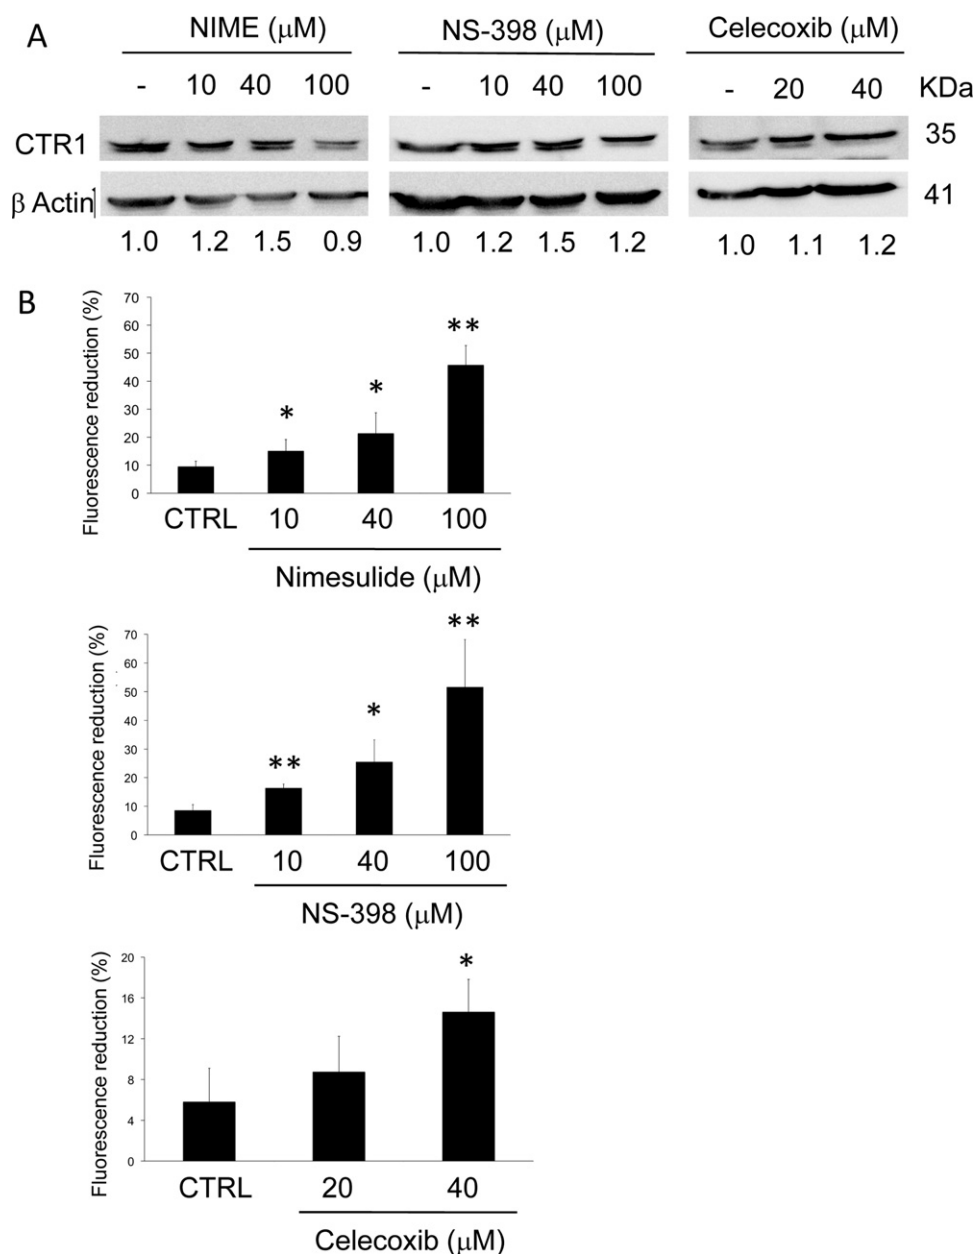 A
NIME (μM) NS-398 (μM) Celecoxib (μM)
- 10 40 100 - 10 40 100 - 20 40 KDa
CTR1 35
β Actin 41
1.0 1.2 1.5 0.9 1.0 1.2 1.5 1.2 1.0 1.1 1.2
B
Fluorescence reduction (%)
70
60
50
40
30
20
10
0
* * **
CTRL 10 40 100
Nimesulide (μM)
Fluorescence reduction (%)
70
60
50
40
30
20
10
0
** * **
CTRL 10 40 100
NS-398 (μM)
Fluorescence reduction (%)
20
16
12
8
4
0
*
CTRL 20 40
Celecoxib (μM)